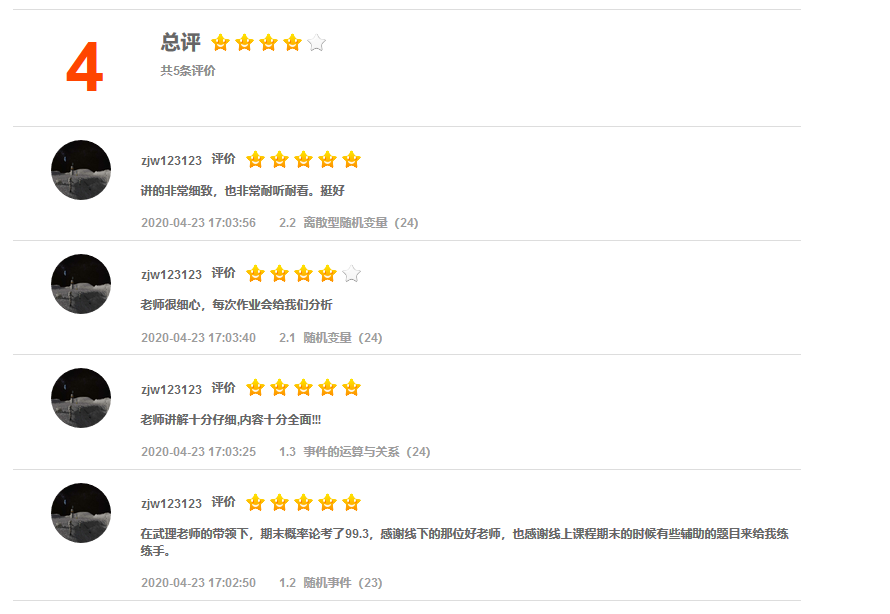 4
总评
共5条评价
zjw123123 评价
讲的非常细致，也非常耐听耐看。挺好
2020-04-23 17:03:56 2.2 离散型随机变量（24）
zjw123123 评价
老师很细心，每次作业会给我们分析
2020-04-23 17:03:40 2.1 随机变量（24）
zjw123123 评价
老师讲解十分仔细,内容十分全面!!!
2020-04-23 17:03:25 1.3 事件的运算与关系（24）
zjw123123 评价
在武理老师的带领下，期末概率论考了99.3，感谢线下的那位好老师，也感谢线上课程期末的时候有些辅助的题目来给我练
练手。
2020-04-23 17:02:50 1.2 随机事件（23）